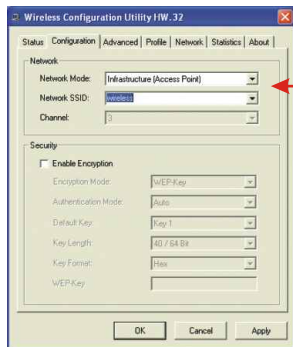 Wireless Configuration Utility HW.32
Status Configuration Advanced Profile Network Statistics About
Network
Network Mode: Infrastructure (Access Point)
Network SSID: wireless
Channel: 3
Security
Enable Encryption
Encryption Mode: WEP-Key
Authentication Mode: Auto
Default Key: Key 1
Key Length: 40 / 64 Bit
Key Format: Hex
WEP-Key
OK Cancel Apply